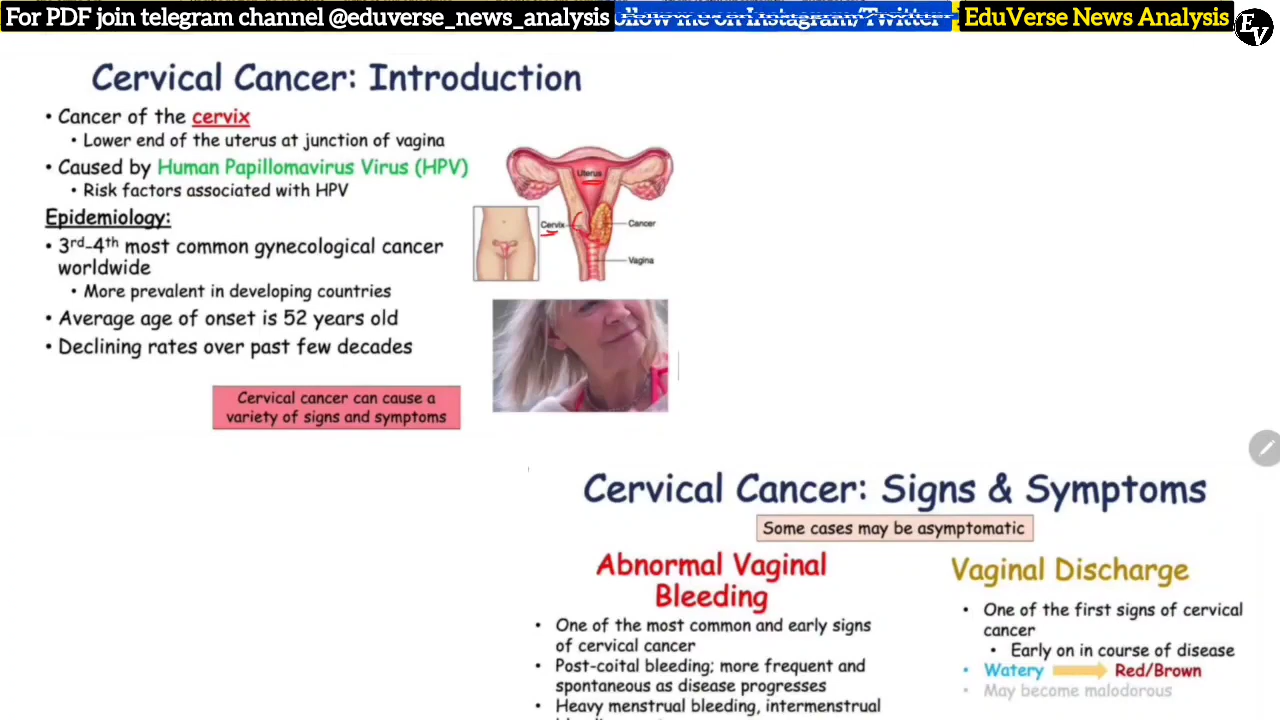 For PDF join telegram channel @eduverse_news_analysis
Follow me on Instagram/Twitter
EduVerse News Analysis
EV
Cervical Cancer: Introduction
• Cancer of the cervix
• Lower end of the uterus at junction of vagina
• Caused by Human Papillomavirus Virus (HPV)
• Risk factors associated with HPV
Epidemiology:
• 3rd-4th most common gynecological cancer
worldwide
• More prevalent in developing countries
• Average age of onset is 52 years old
• Declining rates over past few decades
Cervical cancer can cause a
variety of signs and symptoms
Uterus
Cervix
Cancer
Vagina
Cervical Cancer: Signs & Symptoms
Some cases may be asymptomatic
Abnormal Vaginal
Bleeding
• One of the most common and early signs
of cervical cancer
• Post-coital bleeding; more frequent and
spontaneous as disease progresses
• Heavy menstrual bleeding, intermenstrual
Vaginal Discharge
• One of the first signs of cervical
cancer
• Early on in course of disease
• Watery Red/Brown
• May become malodorous